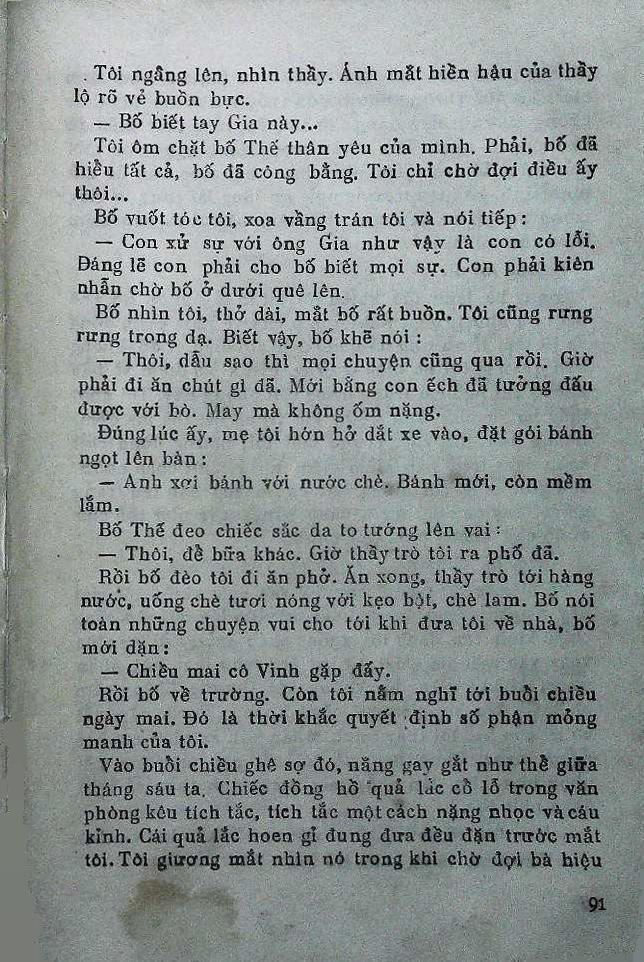 . Tôi ngẩng lên, nhìn thầy. Ánh mắt hiền hậu của thầy
lộ rõ vẻ buồn bực.
— Bố biết tay Gia này...
Tôi ôm chặt bố Thế thân yêu của mình. Phải, bố đã
hiểu tất cả, bố đã công bằng. Tôi chỉ chờ đợi điều ấy
thôi...
Bố vuốt tóc tôi, xoa vầng trán tôi và nói tiếp :
— Con xử sự với ông Gia như vậy là con có lỗi.
Đáng lẽ con phải cho bố biết mọi sự. Con phải kiên
nhẫn chờ bố ở dưới quê lên.
Bố nhìn tôi, thở dài, mắt bố rất buồn. Tôi cũng rưng
rưng trong dạ. Biết vậy, bố khẽ nói :
— Thôi, dẫu sao thì mọi chuyện cũng qua rồi. Giờ
phải đi ăn chút gì đã. Mới bằng con ếch đã tưởng đấu
được với bò. May mà không ốm nặng.
Đúng lúc ấy, mẹ tôi hớn hở dắt xe vào, đặt gói bánh
ngọt lên bàn :
— Anh xơi bánh với nước chè. Bánh mới, còn mềm
lắm.
Bố Thế đeo chiếc sắc da to tướng lên vai :
— Thôi, để bữa khác. Giờ thầy trò tôi ra phố đã.
Rồi bố đèo tôi đi ăn phở. Ăn xong, thầy trò tới hàng
nước, uống chè tươi nóng với kẹo bột, chè lam. Bố nói
toàn những chuyện vui cho tới khi đưa tôi về nhà, bố
mới dặn :
— Chiều mai cô Vinh gặp đấy.
Rồi bố về trường. Còn tôi nằm nghĩ tới buổi chiều
ngày mai. Đó là thời khắc quyết định số phận mỏng
manh của tôi.
Vào buổi chiều ghê sợ đó, nắng gay gắt như thể giữa
tháng sáu ta. Chiếc đồng hồ quả lắc cổ lỗ trong văn
phòng kêu tích tắc, tích tắc một cách nặng nhọc và cáu
kỉnh. Cái quả lắc hoen gỉ đung đưa đều đặn trước mắt
tôi. Tôi giương mắt nhìn nó trong khi chờ đợi bà hiệu
91